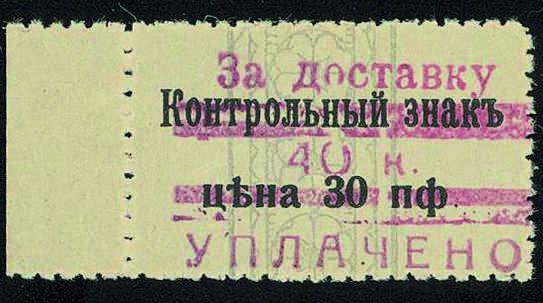 За доставку
Контрольный знакъ
40 к.
цѣна 30 пф
УПЛАЧЕНО